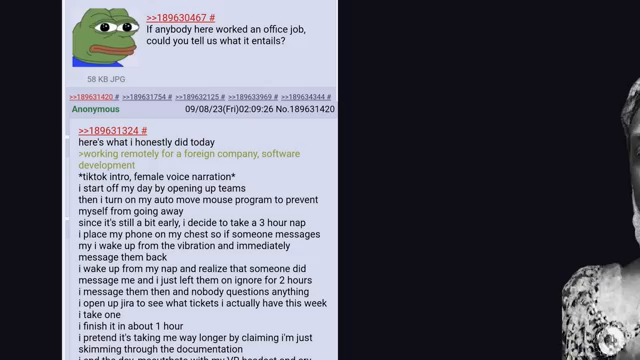 >>189630467 #
If anybody here worked an office job,
could you tell us what it entails?
58 KB JPG
>>189631420 # >>189631754 # >>189632125 # >>189633969 # >>189634344 #
Anonymous 09/08/23(Fri)02:09:26 No.189631420
>>189631324 #
here's what i honestly did today
>working remotely for a foreign company, software
development
*tiktok intro, female voice narration*
i start off my day by opening up teams
then i turn on my auto move mouse program to prevent
myself from going away
since it's still a bit early, i decide to take a 3 hour nap
i place my phone on my chest so if someone messages
my i wake up from the vibration and immediately
message them back
i wake up from my nap and realize that someone did
message me and i just left them on ignore for 2 hours
i message them then and nobody questions anything
i open up jira to see what tickets i actually have this week
i take one
i finish it in about 1 hour
i pretend it's taking me way longer by claiming i'm just
skimming through the documentation